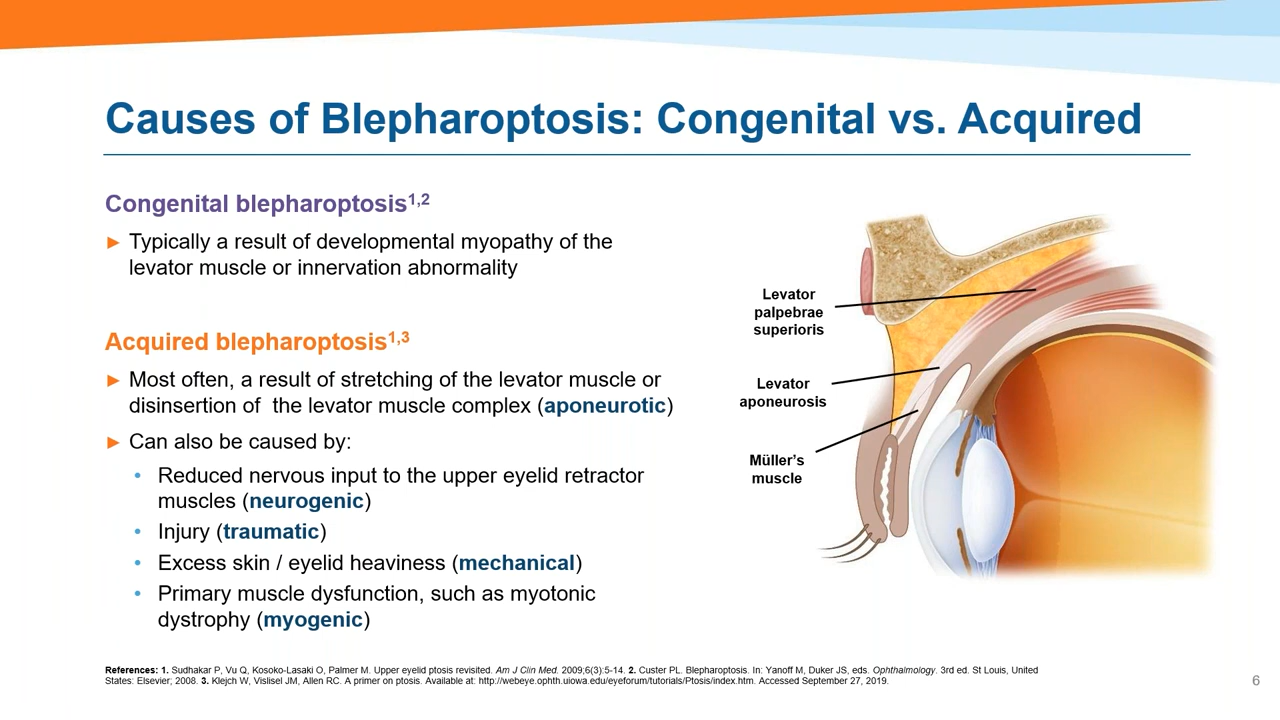 Causes of Blepharoptosis: Congenital vs. Acquired
Congenital blepharoptosis1,2
► Typically a result of developmental myopathy of the
levator muscle or innervation abnormality
Acquired blepharoptosis1,3
► Most often, a result of stretching of the levator muscle or
disinsertion of  the levator muscle complex (aponeurotic)
► Can also be caused by:
• Reduced nervous input to the upper eyelid retractor
muscles (neurogenic)
• Injury (traumatic)
• Excess skin / eyelid heaviness (mechanical)
• Primary muscle dysfunction, such as myotonic
dystrophy (myogenic)
Levator
palpebrae
superioris
Levator
aponeurosis
Müller's
muscle
References: 1. Sudhakar P, Vu Q, Kosoko-Lasaki O, Palmer M. Upper eyelid ptosis revisited. Am J Clin Med. 2009;6(3):5-14. 2. Custer PL. Blepharoptosis. In: Yanoff M, Duker JS, eds. Ophthalmology. 3rd ed. St Louis, United
States: Elsevier; 2008. 3. Klejch W, Vislisel JM, Allen RC. A primer on ptosis. Available at: http://webeye.ophth.uiowa.edu/eyeforum/tutorials/Ptosis/index.htm. Accessed September 27, 2019.
6